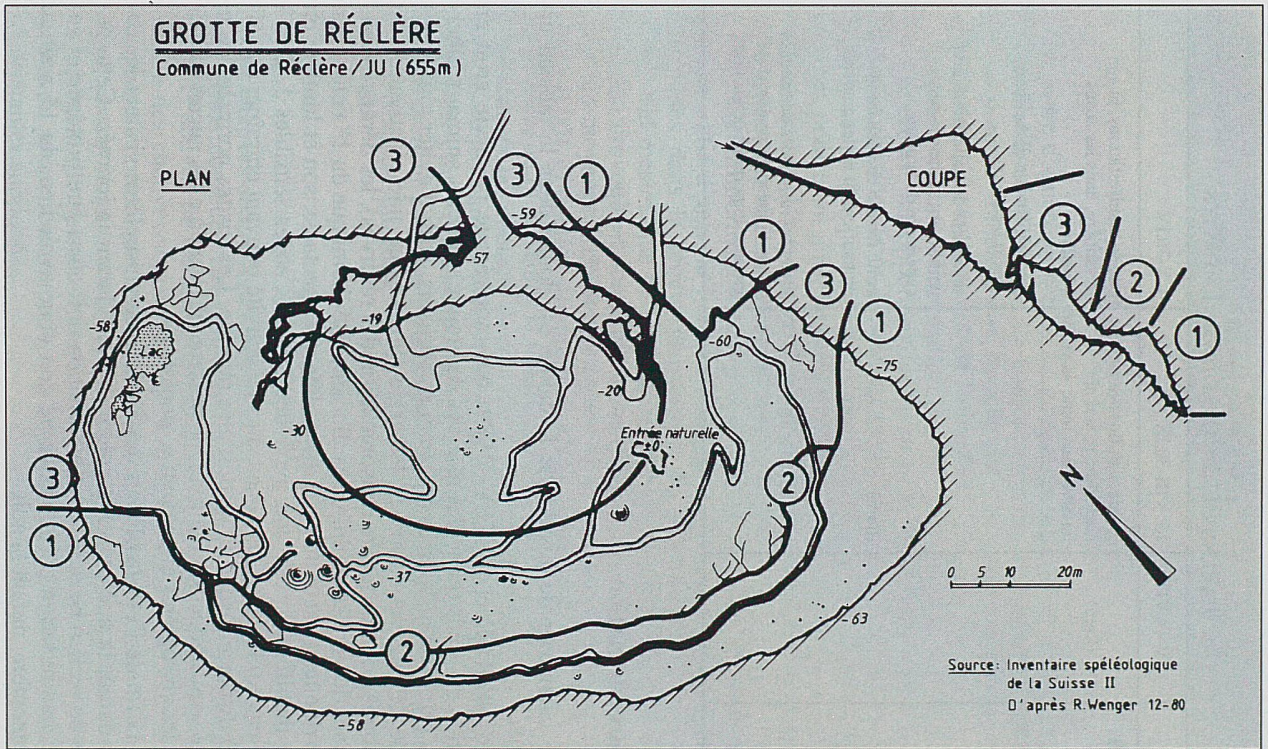 GROTTE DE RÉCLÈRE
Commune de Réclère/JU (655m)
PLAN
COUPE
3
3
1
-59
1
3
1
-57
-19
-58
Lac
-60
-75
-20
-30
Entrée naturelle
±0
3
2
1
3
1
2
-37
2
-63
-58
N
0 5 10 20m
Source: Inventaire spéléologique
de la Suisse II
D'après R.Wenger 12-80